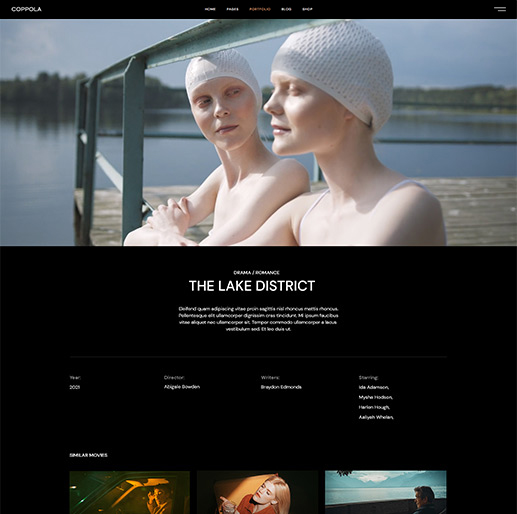 COPPOLA
HOME PAGES PORTFOLIO BLOG SHOP
DRAMA / ROMANCE
THE LAKE DISTRICT
Eleifend quam adipiscing vitae proin sagittis nisl rhoncus mattis rhoncus.
Pellentesque elit ullamcorper dignissim cras tincidunt. Mi ipsum faucibus
vitae aliquet nec ullamcorper sit. Tempor commodo ullamcorper a lacus
vestibulum sed. Et leo duis ut.
Year: Director: Writers: Starring:
2021 Abigale Bowden Braydon Edmonds Ida Adamson,
Mysha Hodson,
Harlen Hough,
Aaliyah Whelan,
SIMILAR MOVIES